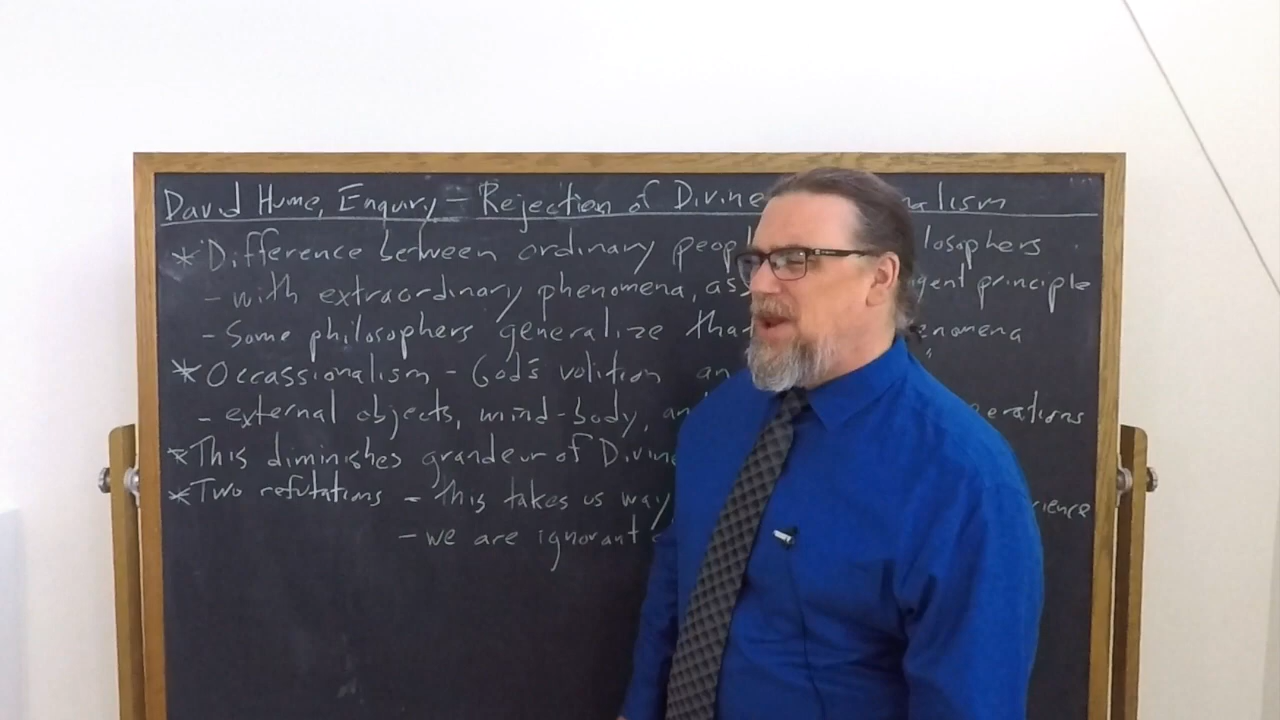 David Hume, Enquiry - Rejection of Divine alism
* Difference between ordinary peop losophers
- with extraordinary phenomena, as gent principle
- Some philosophers generalize tha enomena
* Occassionalism - God's volition an
- external objects, mind-body, an erations
* This diminishes grandeur of Divine
* Two refutations - this takes us way rience
- we are ignorant